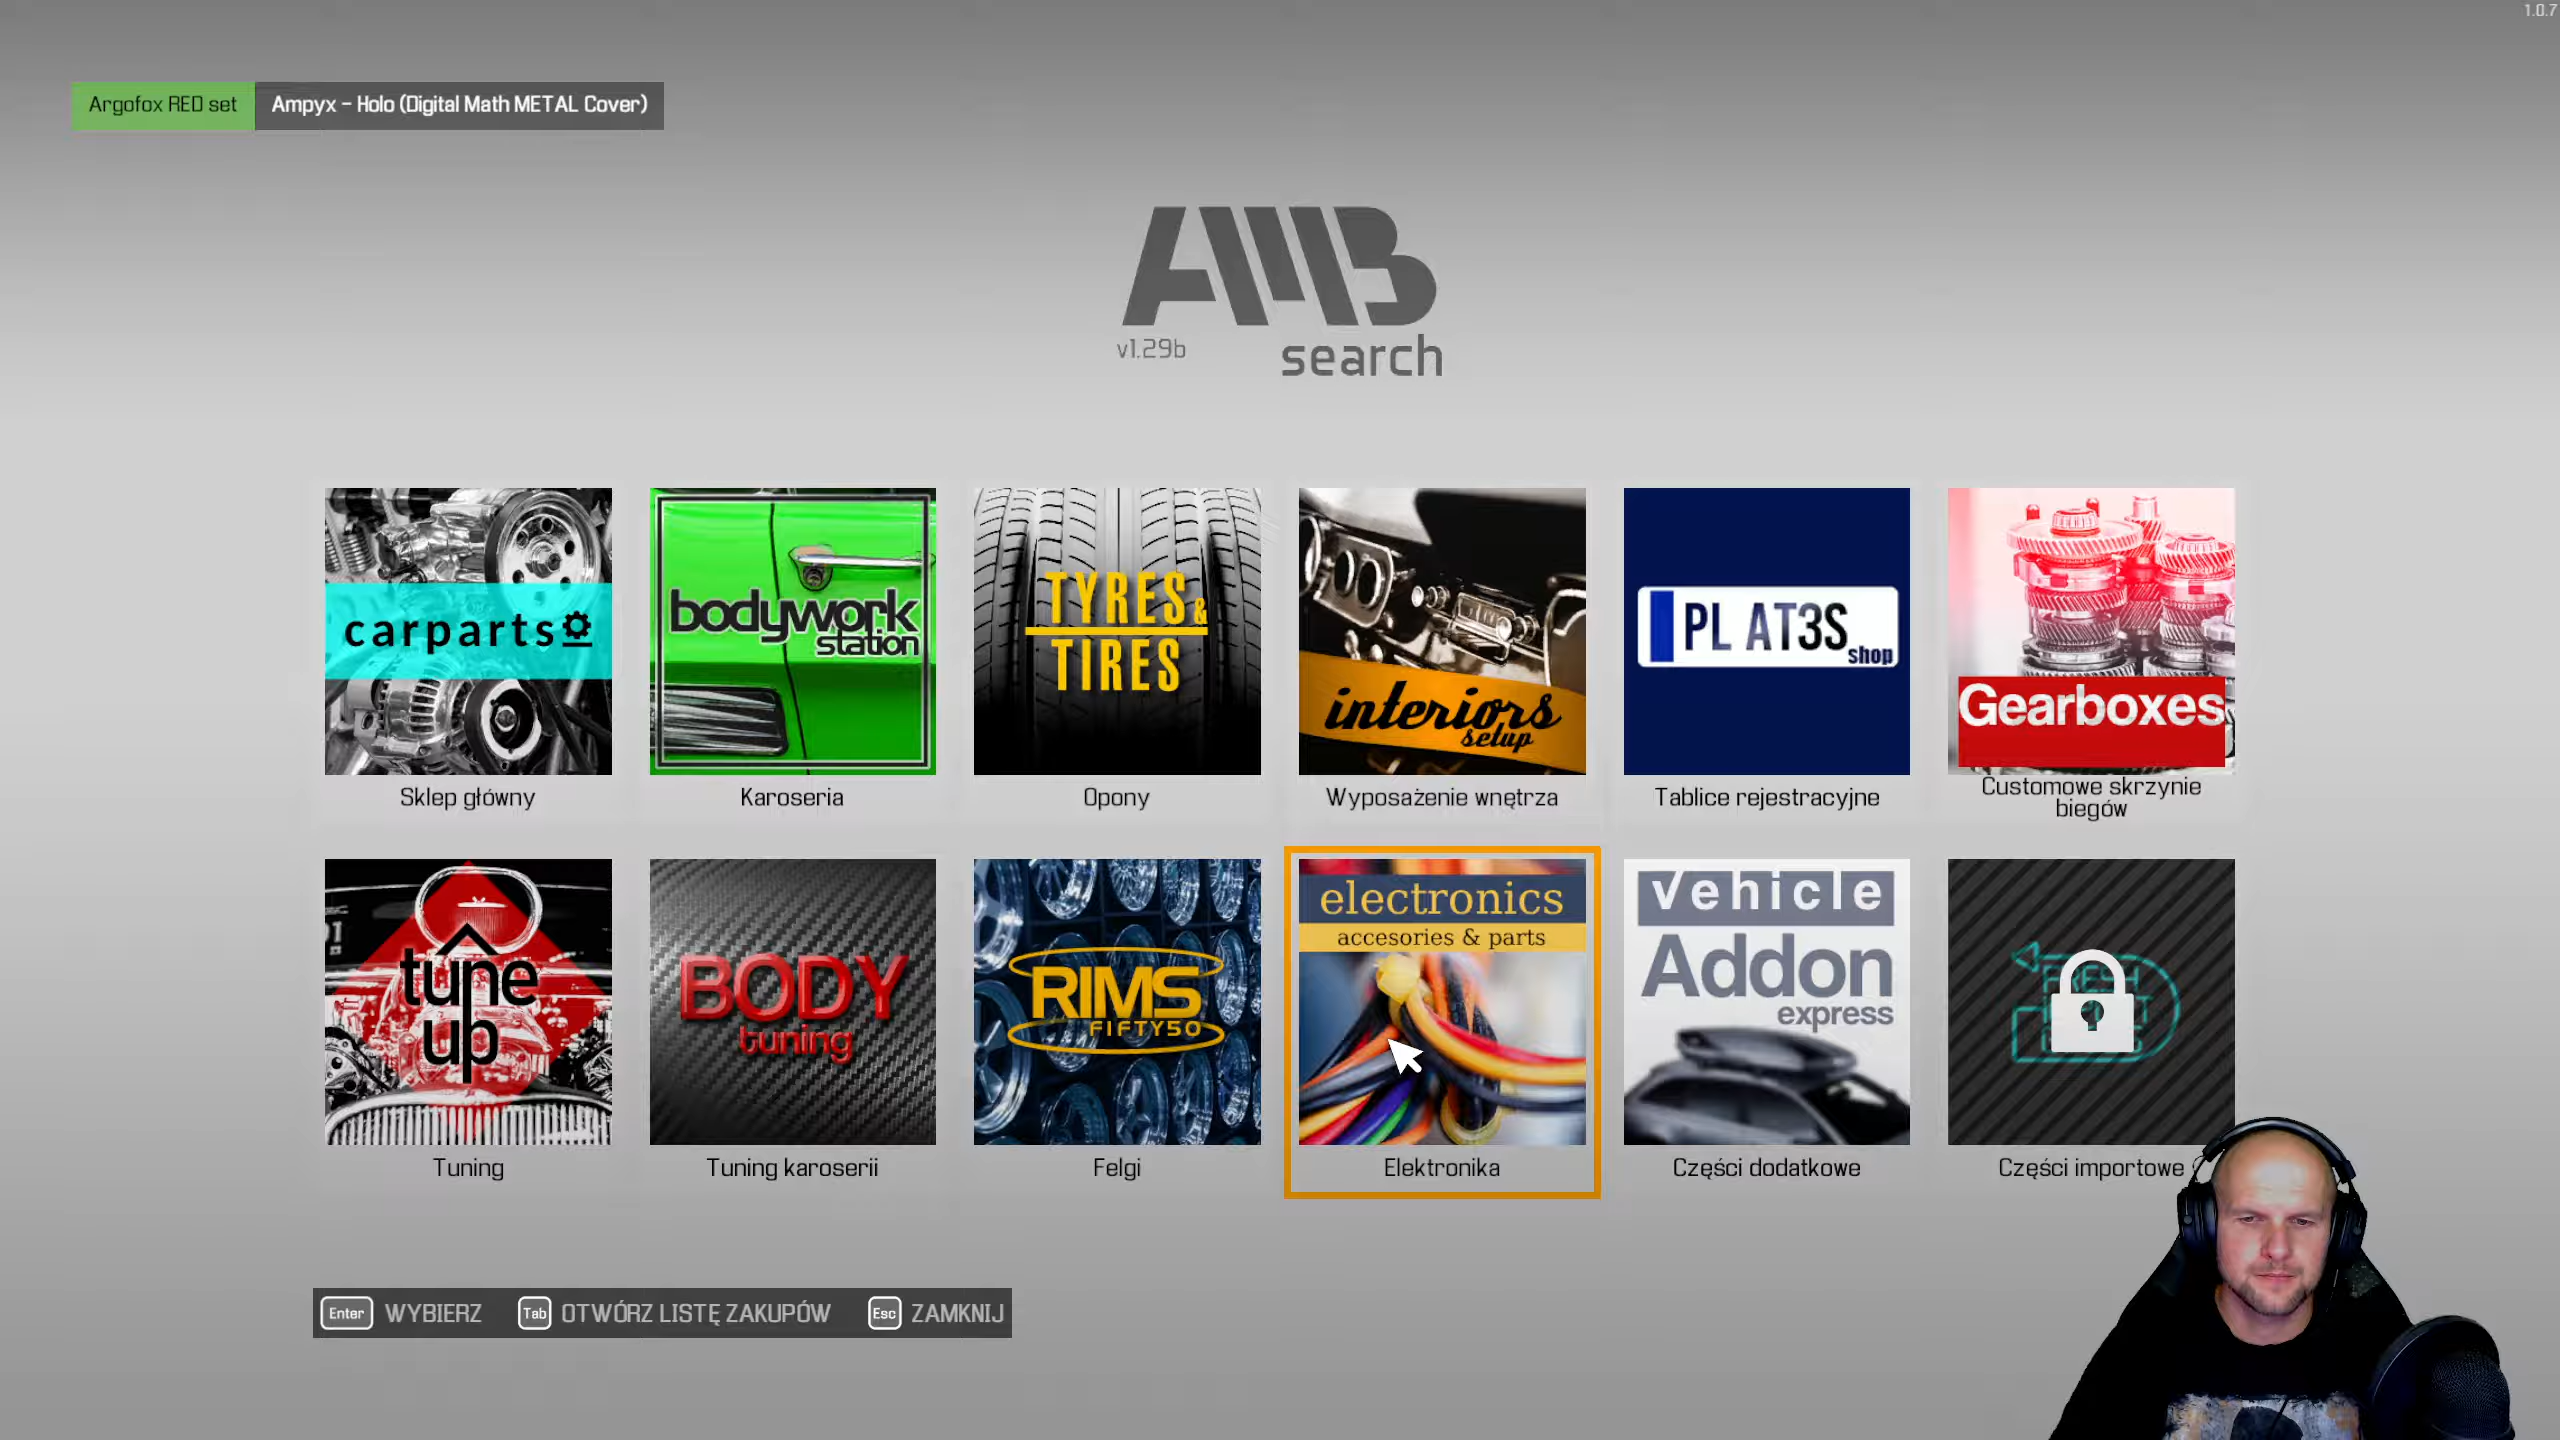 1.0.7
Argofox RED set
Ampyx - Holo (Digital Math METAL Cover)
AMB
v1.29b
search
carparts
bodywork
station
TYRES &
TIRES
interiors
setup
PL AT3S
shop
Gearboxes
Sklep główny
Karoseria
Opony
Wyposażenie wnętrza
Tablice rejestracyjne
Customowe skrzynie
biegów
tune
up
BODY
tuning
RIMS
FIFTY50
electronics
accesories & parts
vehicle
Addon
express
Tuning
Tuning karoserii
Felgi
Elektronika
Części dodatkowe
Części importowe
Enter WYBIERZ
Tab OTWÓRZ LISTĘ ZAKUPÓW
Esc ZAMKNIJ